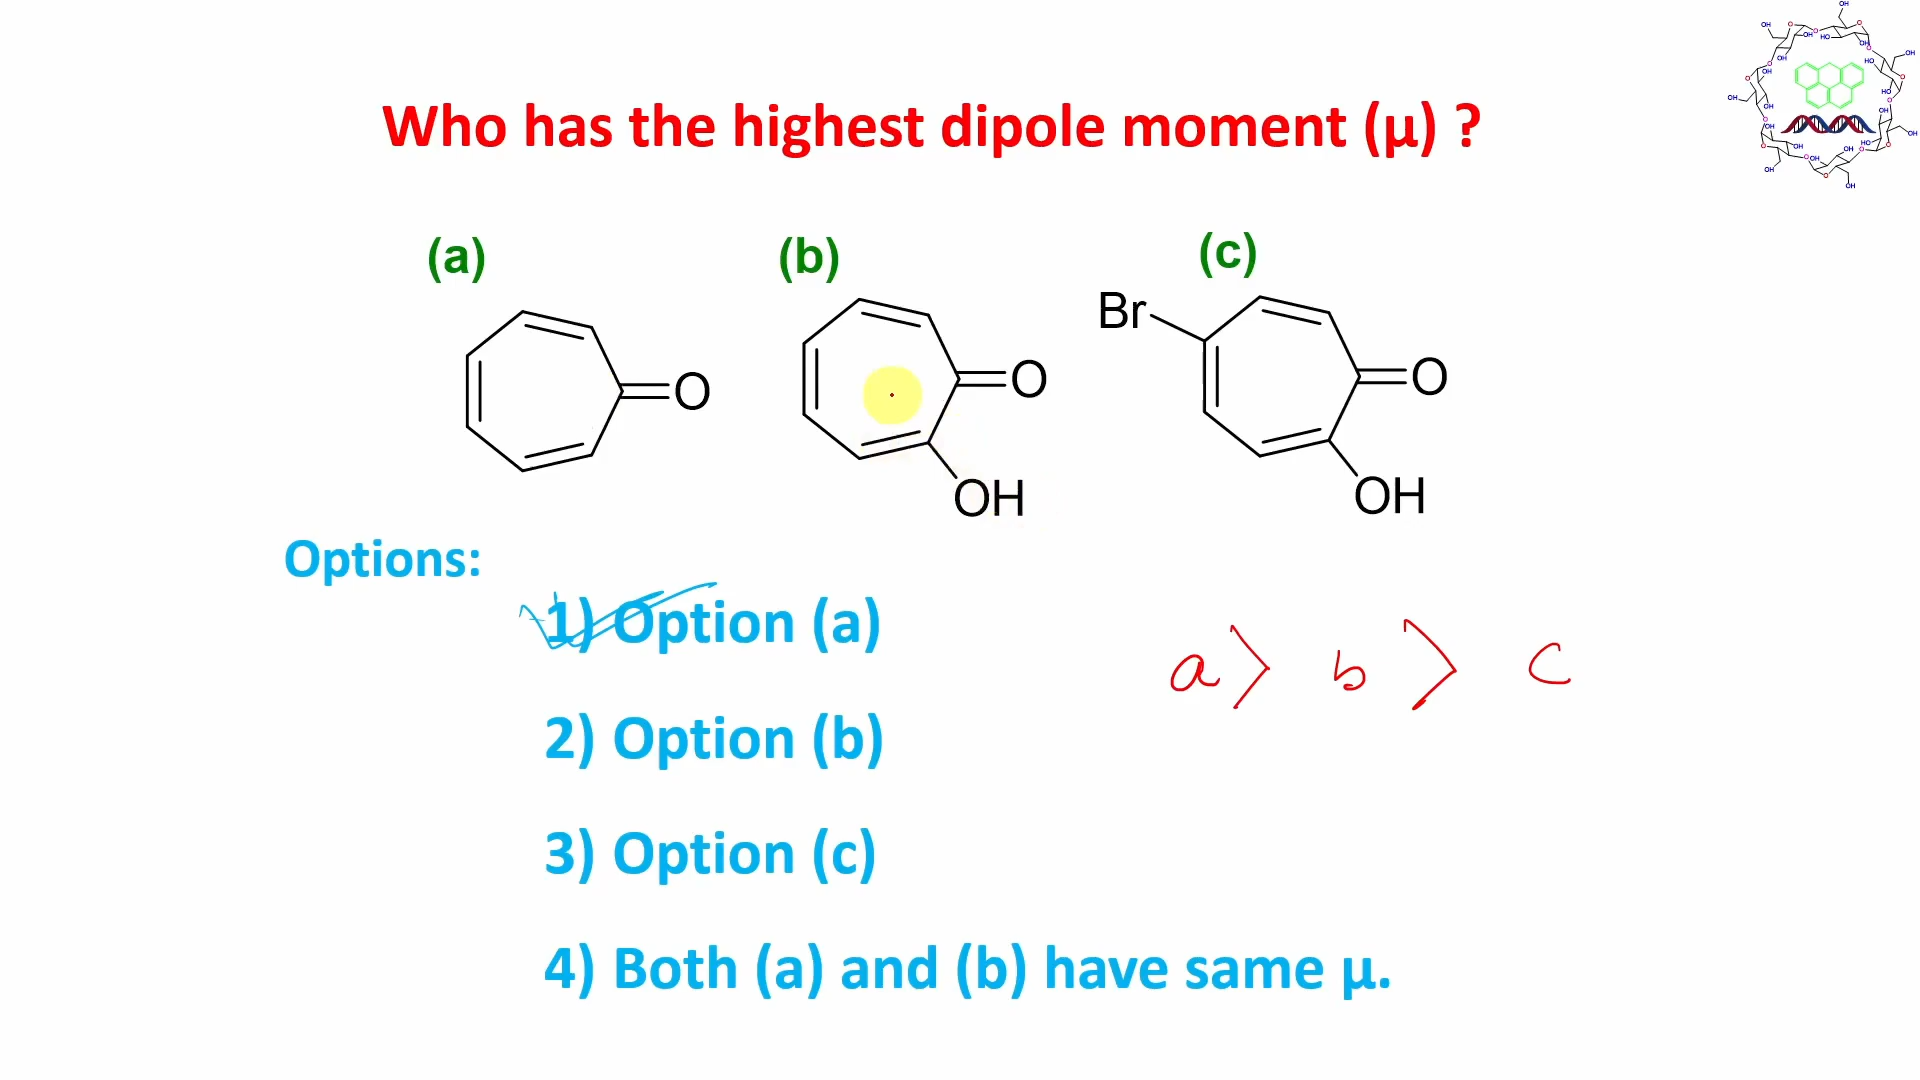 Who has the highest dipole moment (μ) ?
(a) (b) (c)
Br
O O O
OH OH
Options:
1) Option (a)
a > b > c
2) Option (b)
3) Option (c)
4) Both (a) and (b) have same μ.